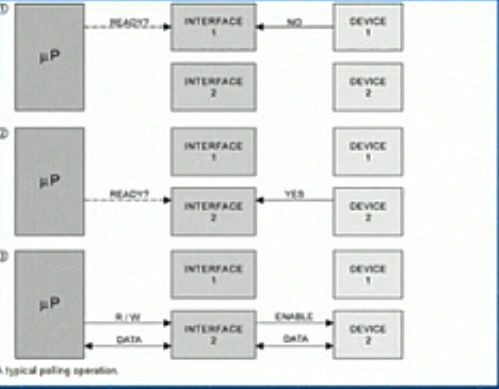 ①
μP
READY?
INTERFACE
1
NO
DEVICE
1
INTERFACE
2
DEVICE
2
②
μP
INTERFACE
1
DEVICE
1
READY?
INTERFACE
2
YES
DEVICE
2
③
μP
INTERFACE
1
DEVICE
1
R / W
DATA
INTERFACE
2
ENABLE
DATA
DEVICE
2
A typical polling operation.